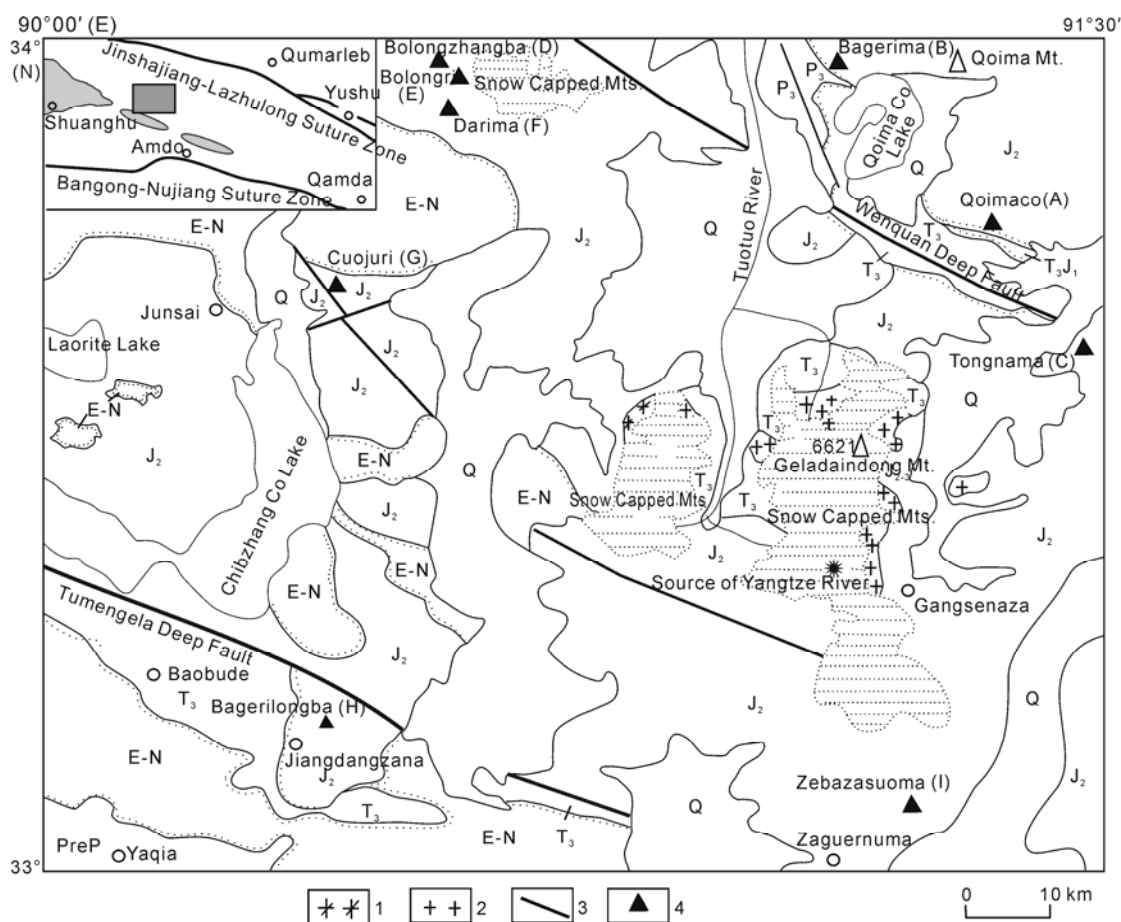 90°00′ (E)
91°30′
34°
(N)
Jinshajiang-Lazhulong Suture Zone
Qumarleb
Yushu
Shuanghu
Amdo
Qamda
Bangong-Nujiang Suture Zone
Bolongzhangba (D)
Bolongri
(E)
Snow Capped Mts.
Darima (F)
Bagerima (B)
Qoima Mt.
P3
P3
Qoima Co
Lake
J2
Q
Qoimaco(A)
T3
T3J1
Wenquan Deep Fault
Tuotuo River
E-N
E-N
J2
Q
J2
T3
J2
Cuojuri (G)
J2
J2
Q
Junsai
Laorite Lake
J2
J2
E-N
J2
Chibzhang Co Lake
E-N
Q
E-N
J2
E-N
E-N
J2
Tongnama (C)
Q
T3
T3
T3
6621
Geladaindong Mt.
J2-3
T3
T3
Snow Capped Mts.
Snow Capped Mts.
J2
J2
Source of Yangtze River
Gangsenaza
Tumengela Deep Fault
Baobude
T3
Bagerilongba (H)
Jiangdangzana
J2
T3
E-N
E-N
T3
J2
Q
J2
Q
Zebazasuoma (I)
Zaguernuma
PreP
Yaqia
33°
1
2
3
4
0
10 km